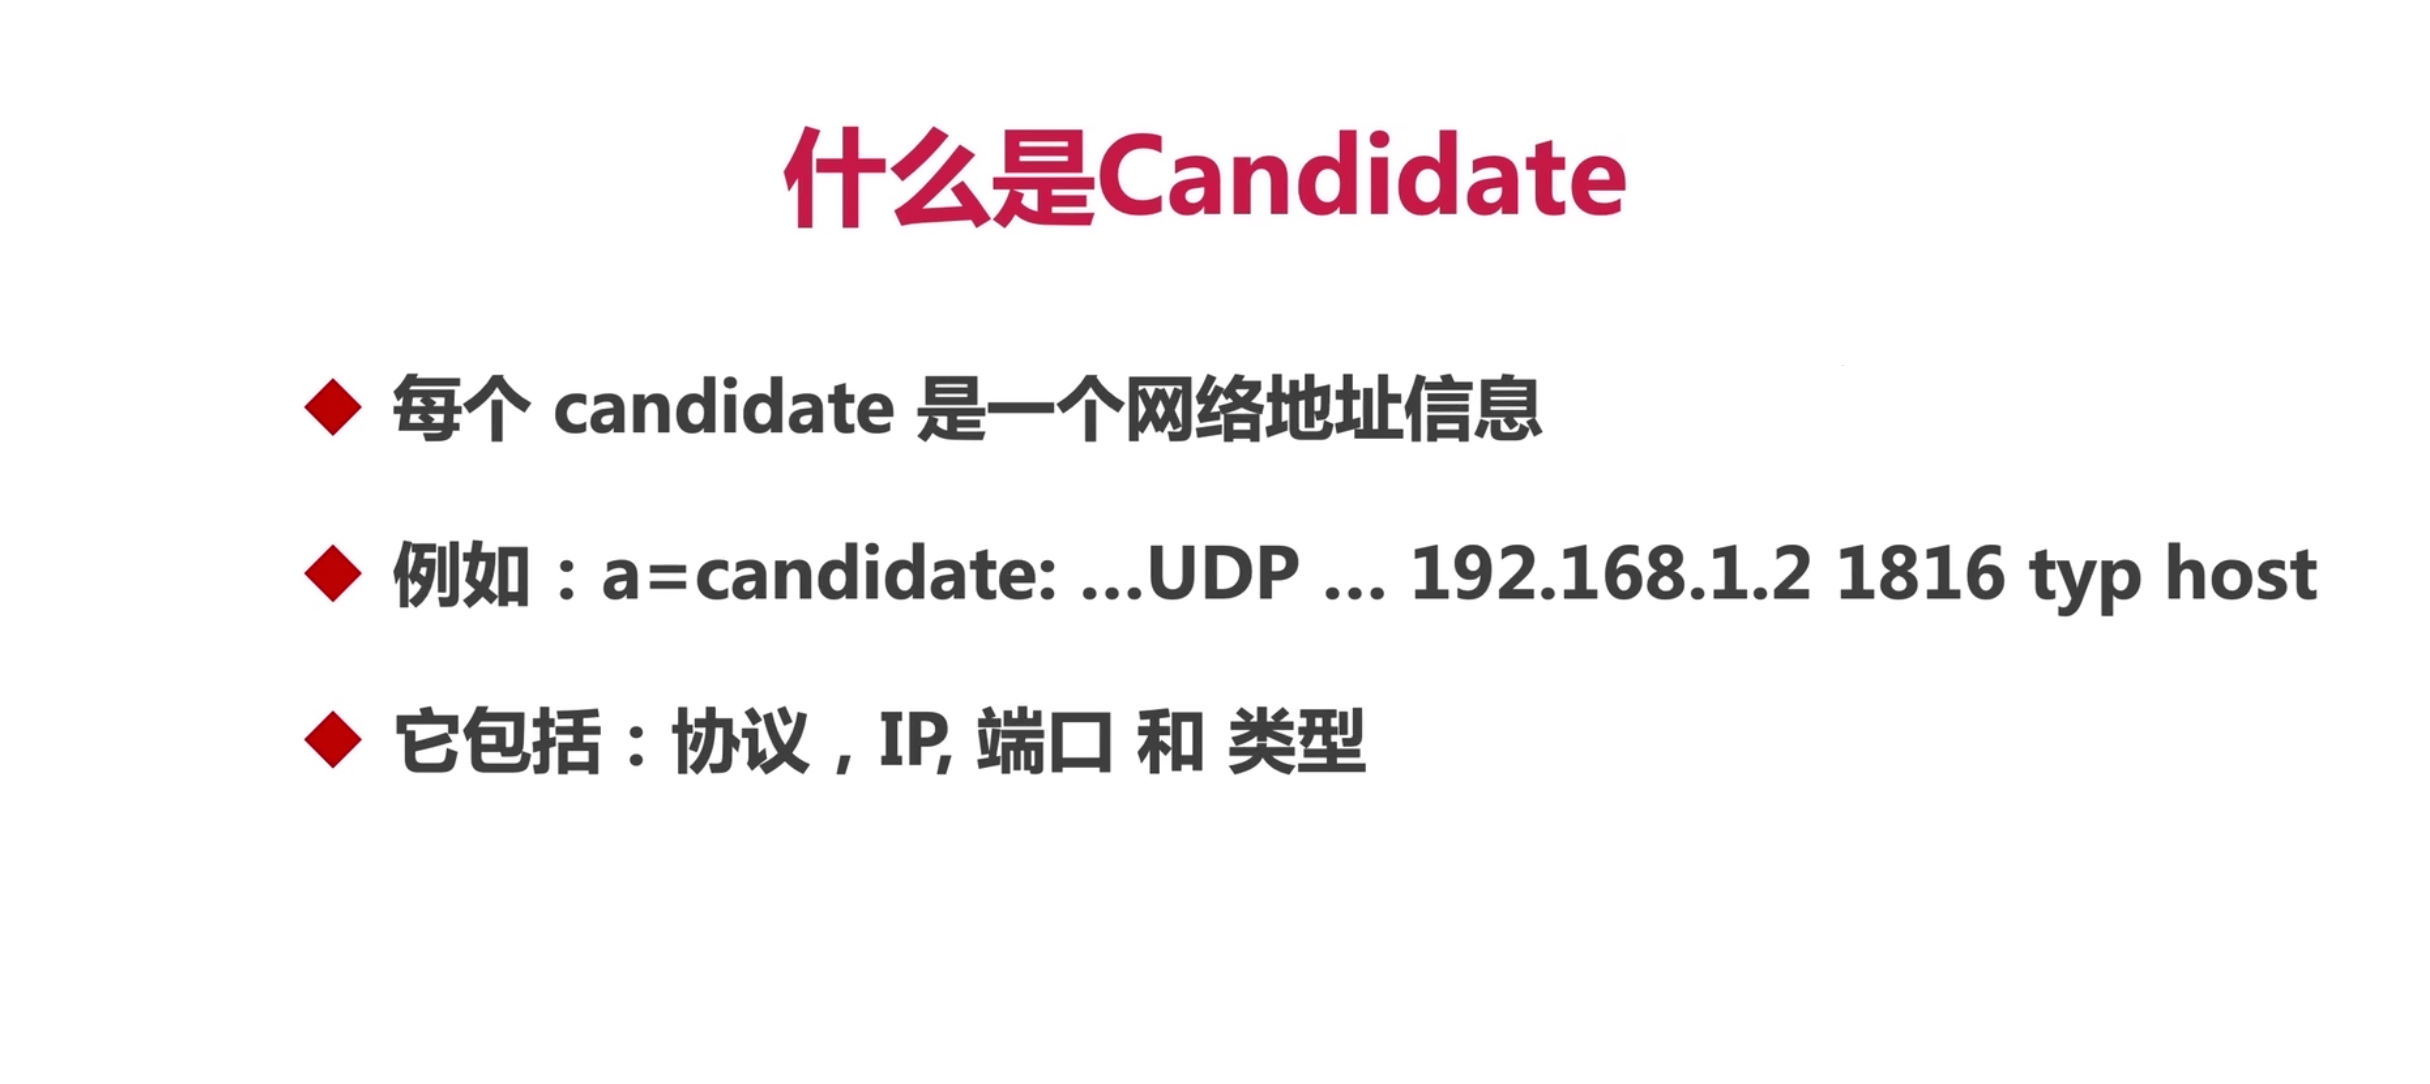 什么是Candidate
每个 candidate 是一个网络地址信息
例如：a=candidate: ...UDP ... 192.168.1.2 1816 typ host
它包括：协议，IP, 端口 和 类型